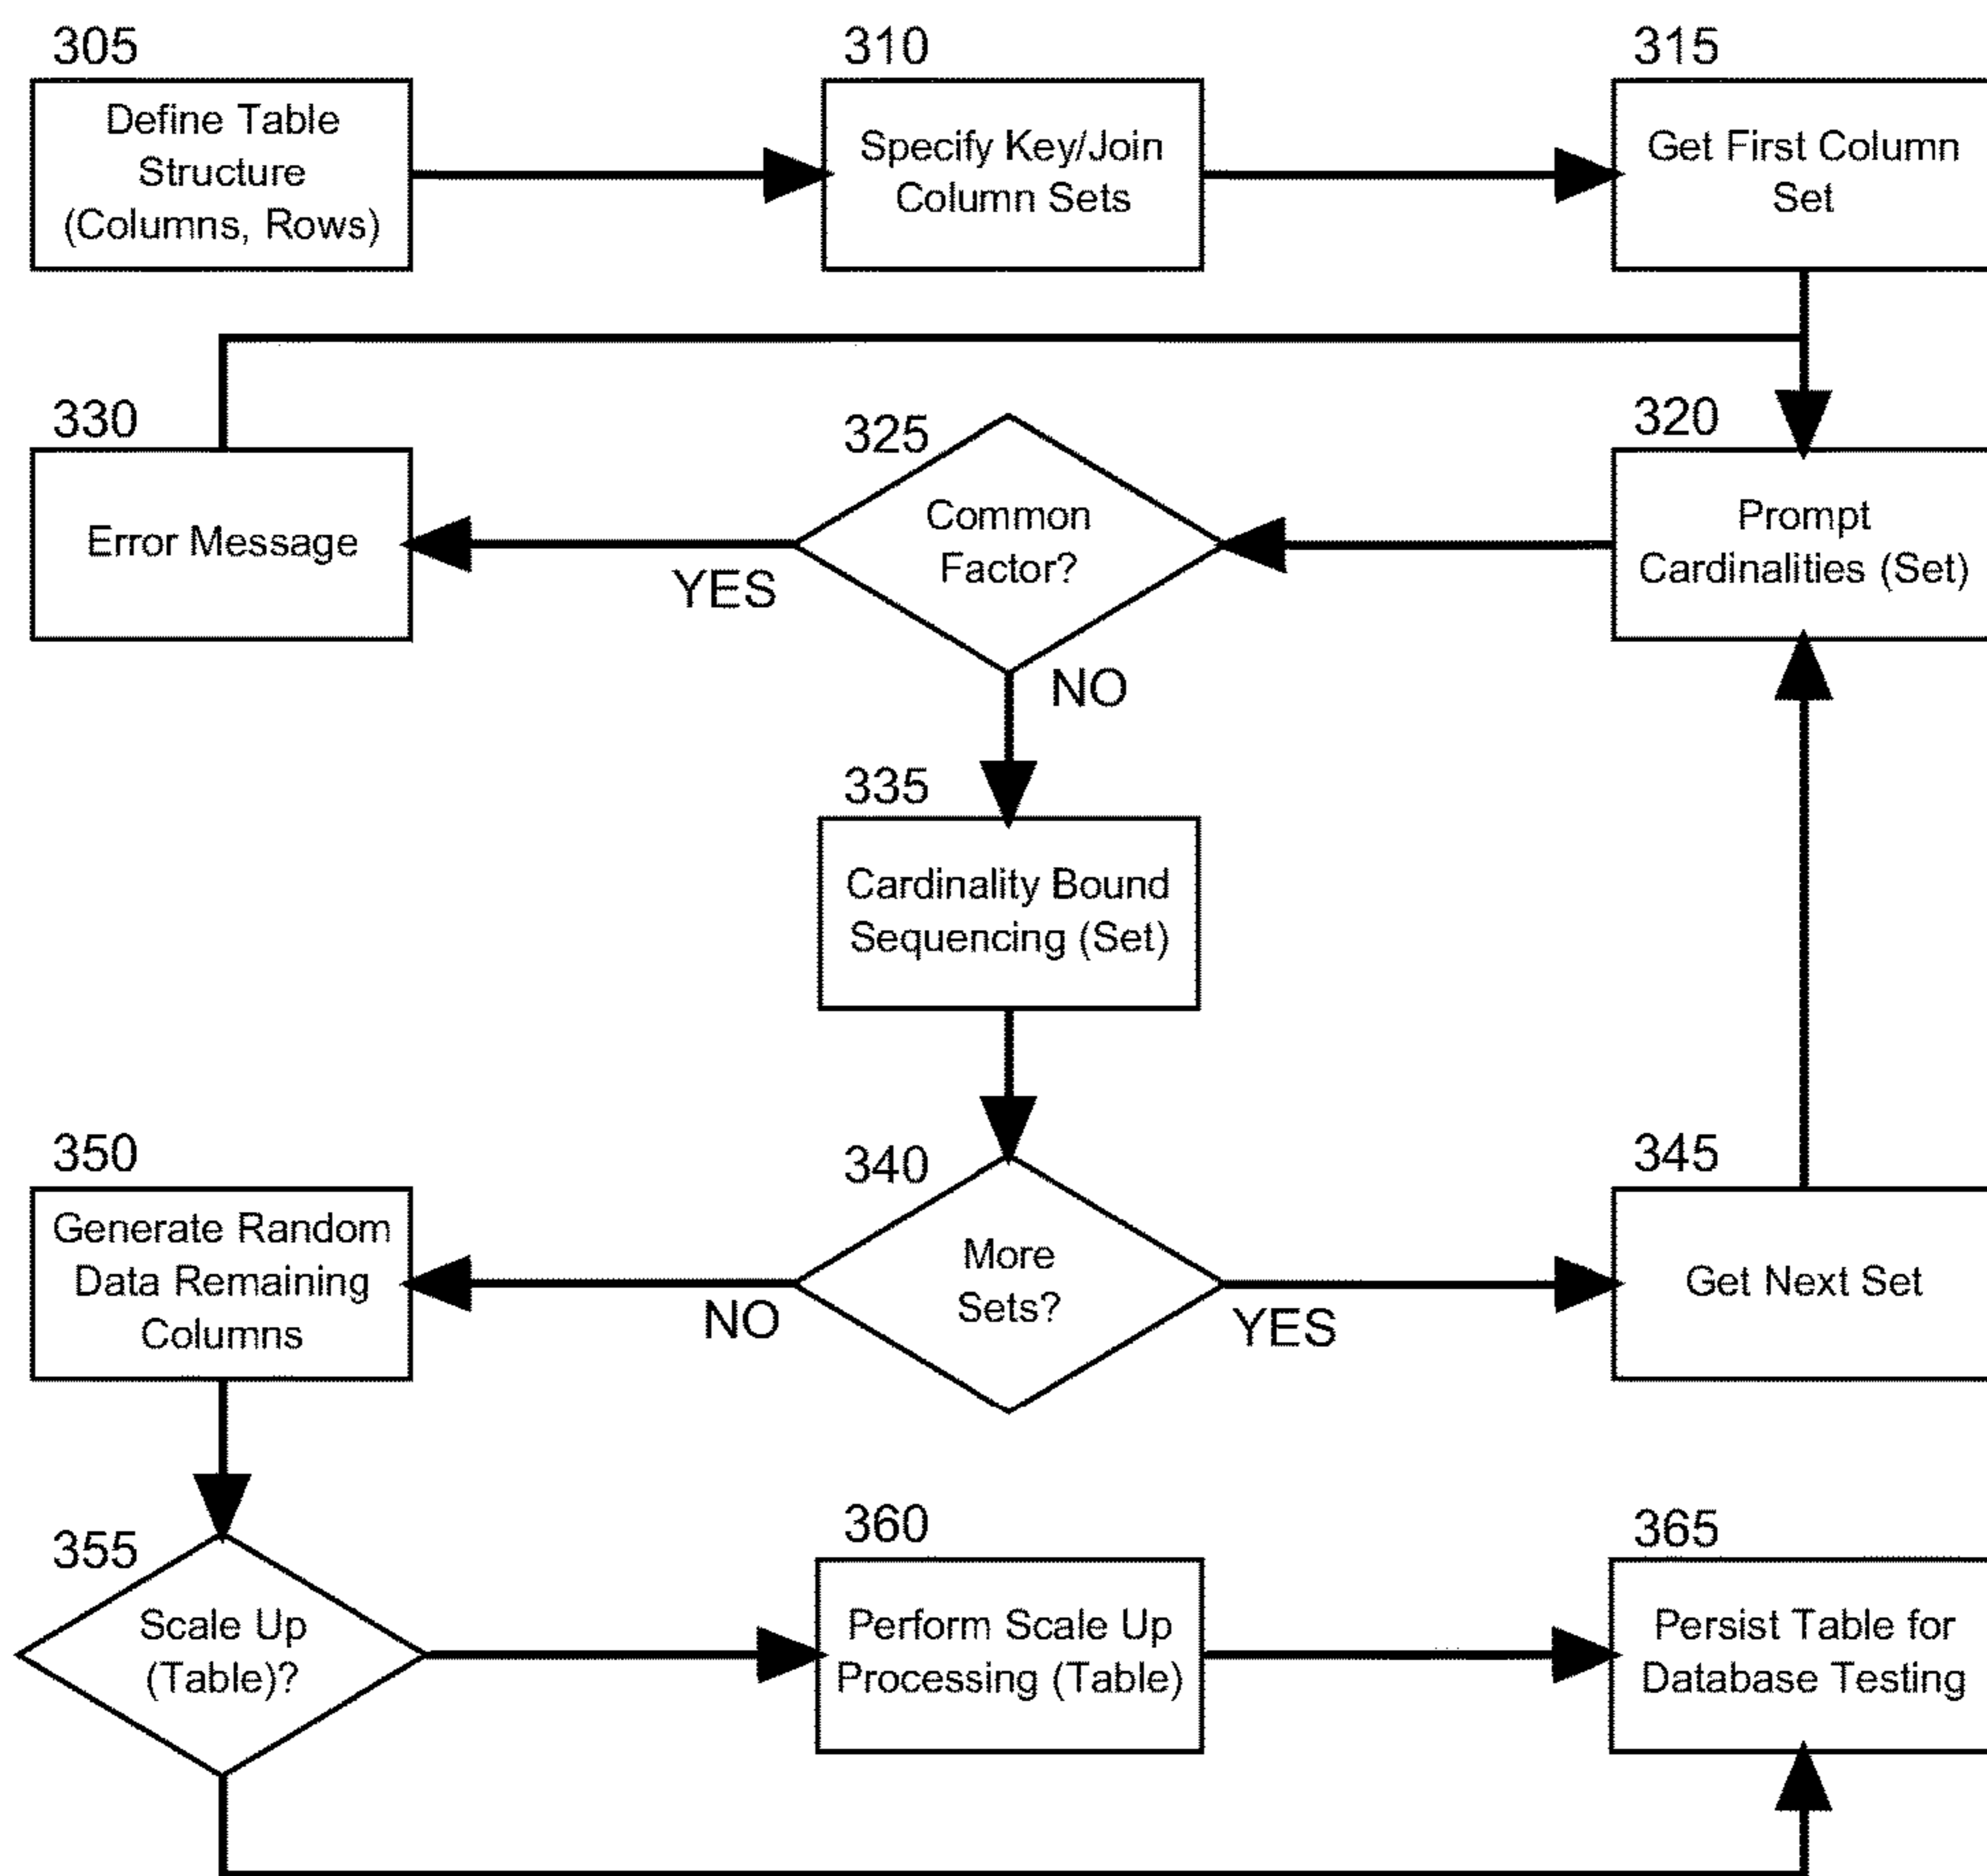 305
Define Table
Structure
(Columns, Rows)
310
Specify Key/Join
Column Sets
315
Get First Column
Set
330
Error Message
325
Common
Factor?
YES
NO
320
Prompt
Cardinalities (Set)
335
Cardinality Bound
Sequencing (Set)
350
Generate Random
Data Remaining
Columns
340
More
Sets?
NO
YES
345
Get Next Set
355
Scale Up
(Table)?
360
Perform Scale Up
Processing (Table)
365
Persist Table for
Database Testing